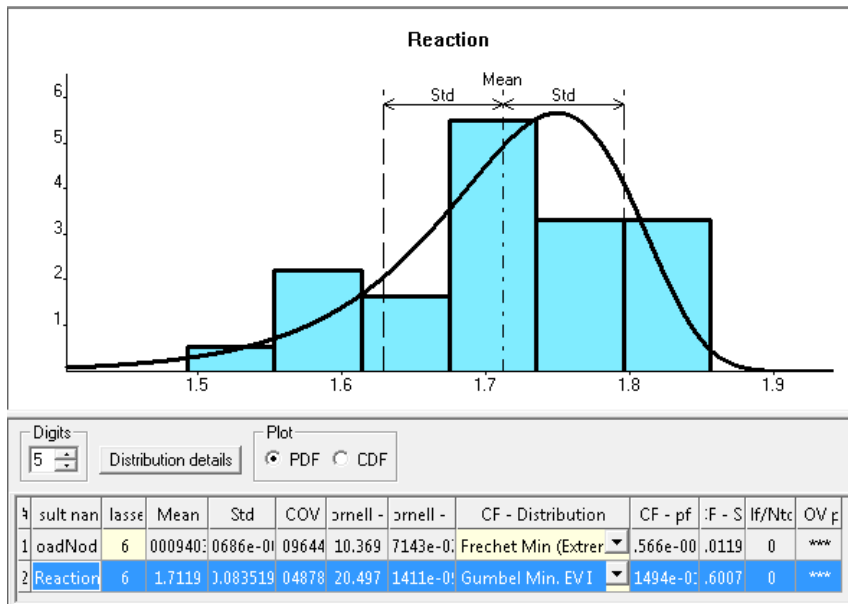 Reaction
Mean
Std Std
6
5
4
3
2
1
1.5 1.6 1.7 1.8 1.9
Digits Plot
5 Distribution details PDF CDF
sult nan lasse Mean Std COV ornell - ornell - CF - Distribution CF - pf CF - S lf/Ntc OV p
1 oadNod 6 000940 0686e-0 09644 10.369 7143e-0 Frechet Min (Extrer .566e-00 .0119 0 ***
2 Reaction 6 1.7119 0.083519 04878 20.497 1411e-0 Gumbel Min. EV I 1494e-0 .6007 0 ***